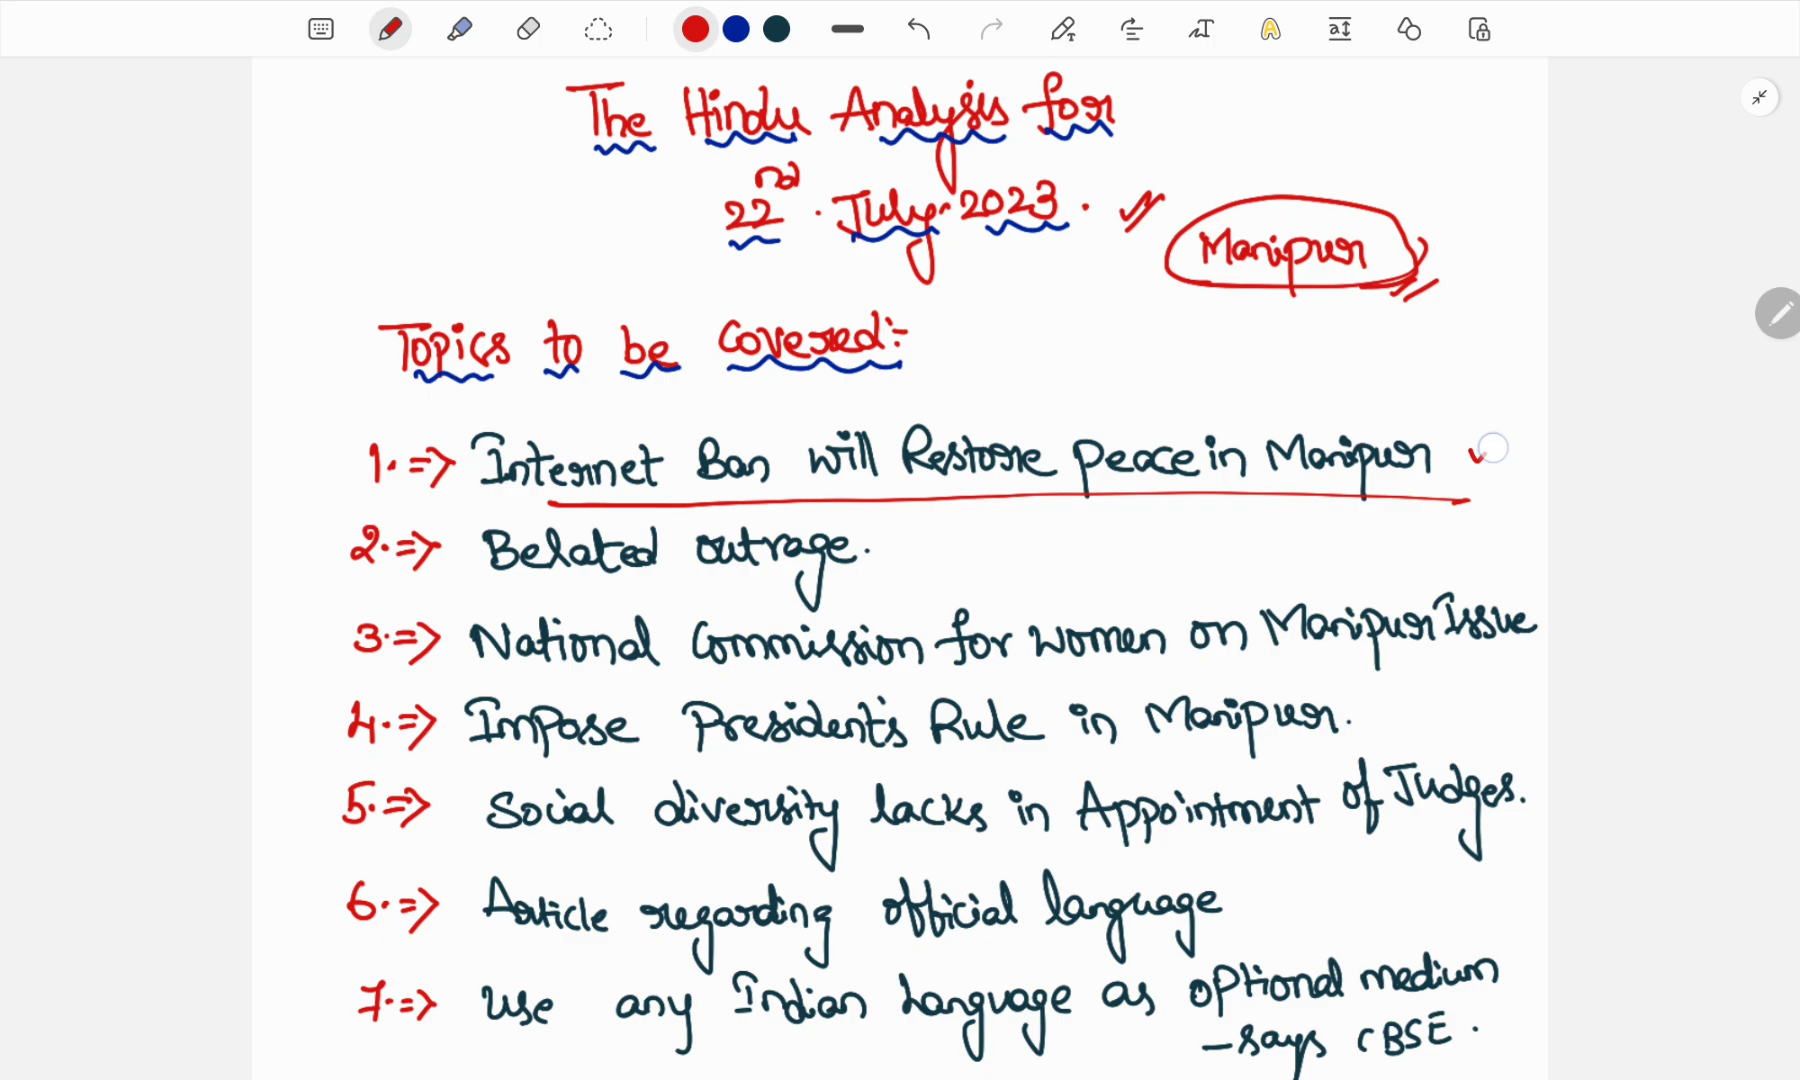 The Hindu Analysis for
22nd. July. 2023.
Manipur
Topics to be covered:-
1. => Internet Ban will Restore peace in Manipur
2. => Belated outrage.
3. => National Commission for women on Manipur Issue
4. => Impose President's Rule in Manipur.
5. => Social diversity lacks in Appointment of Judges.
6. => Article regarding official language
7. => Use any Indian language as optional medium
- says CBSE.